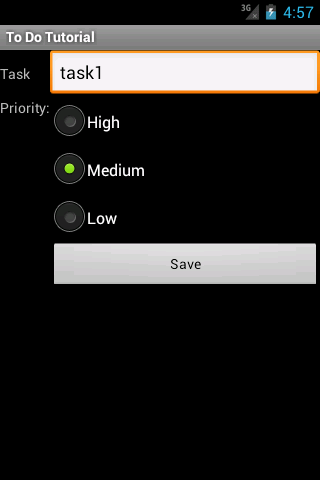 3G 4:57
To Do Tutorial
Task task1
Priority: High
Medium
Low
Save